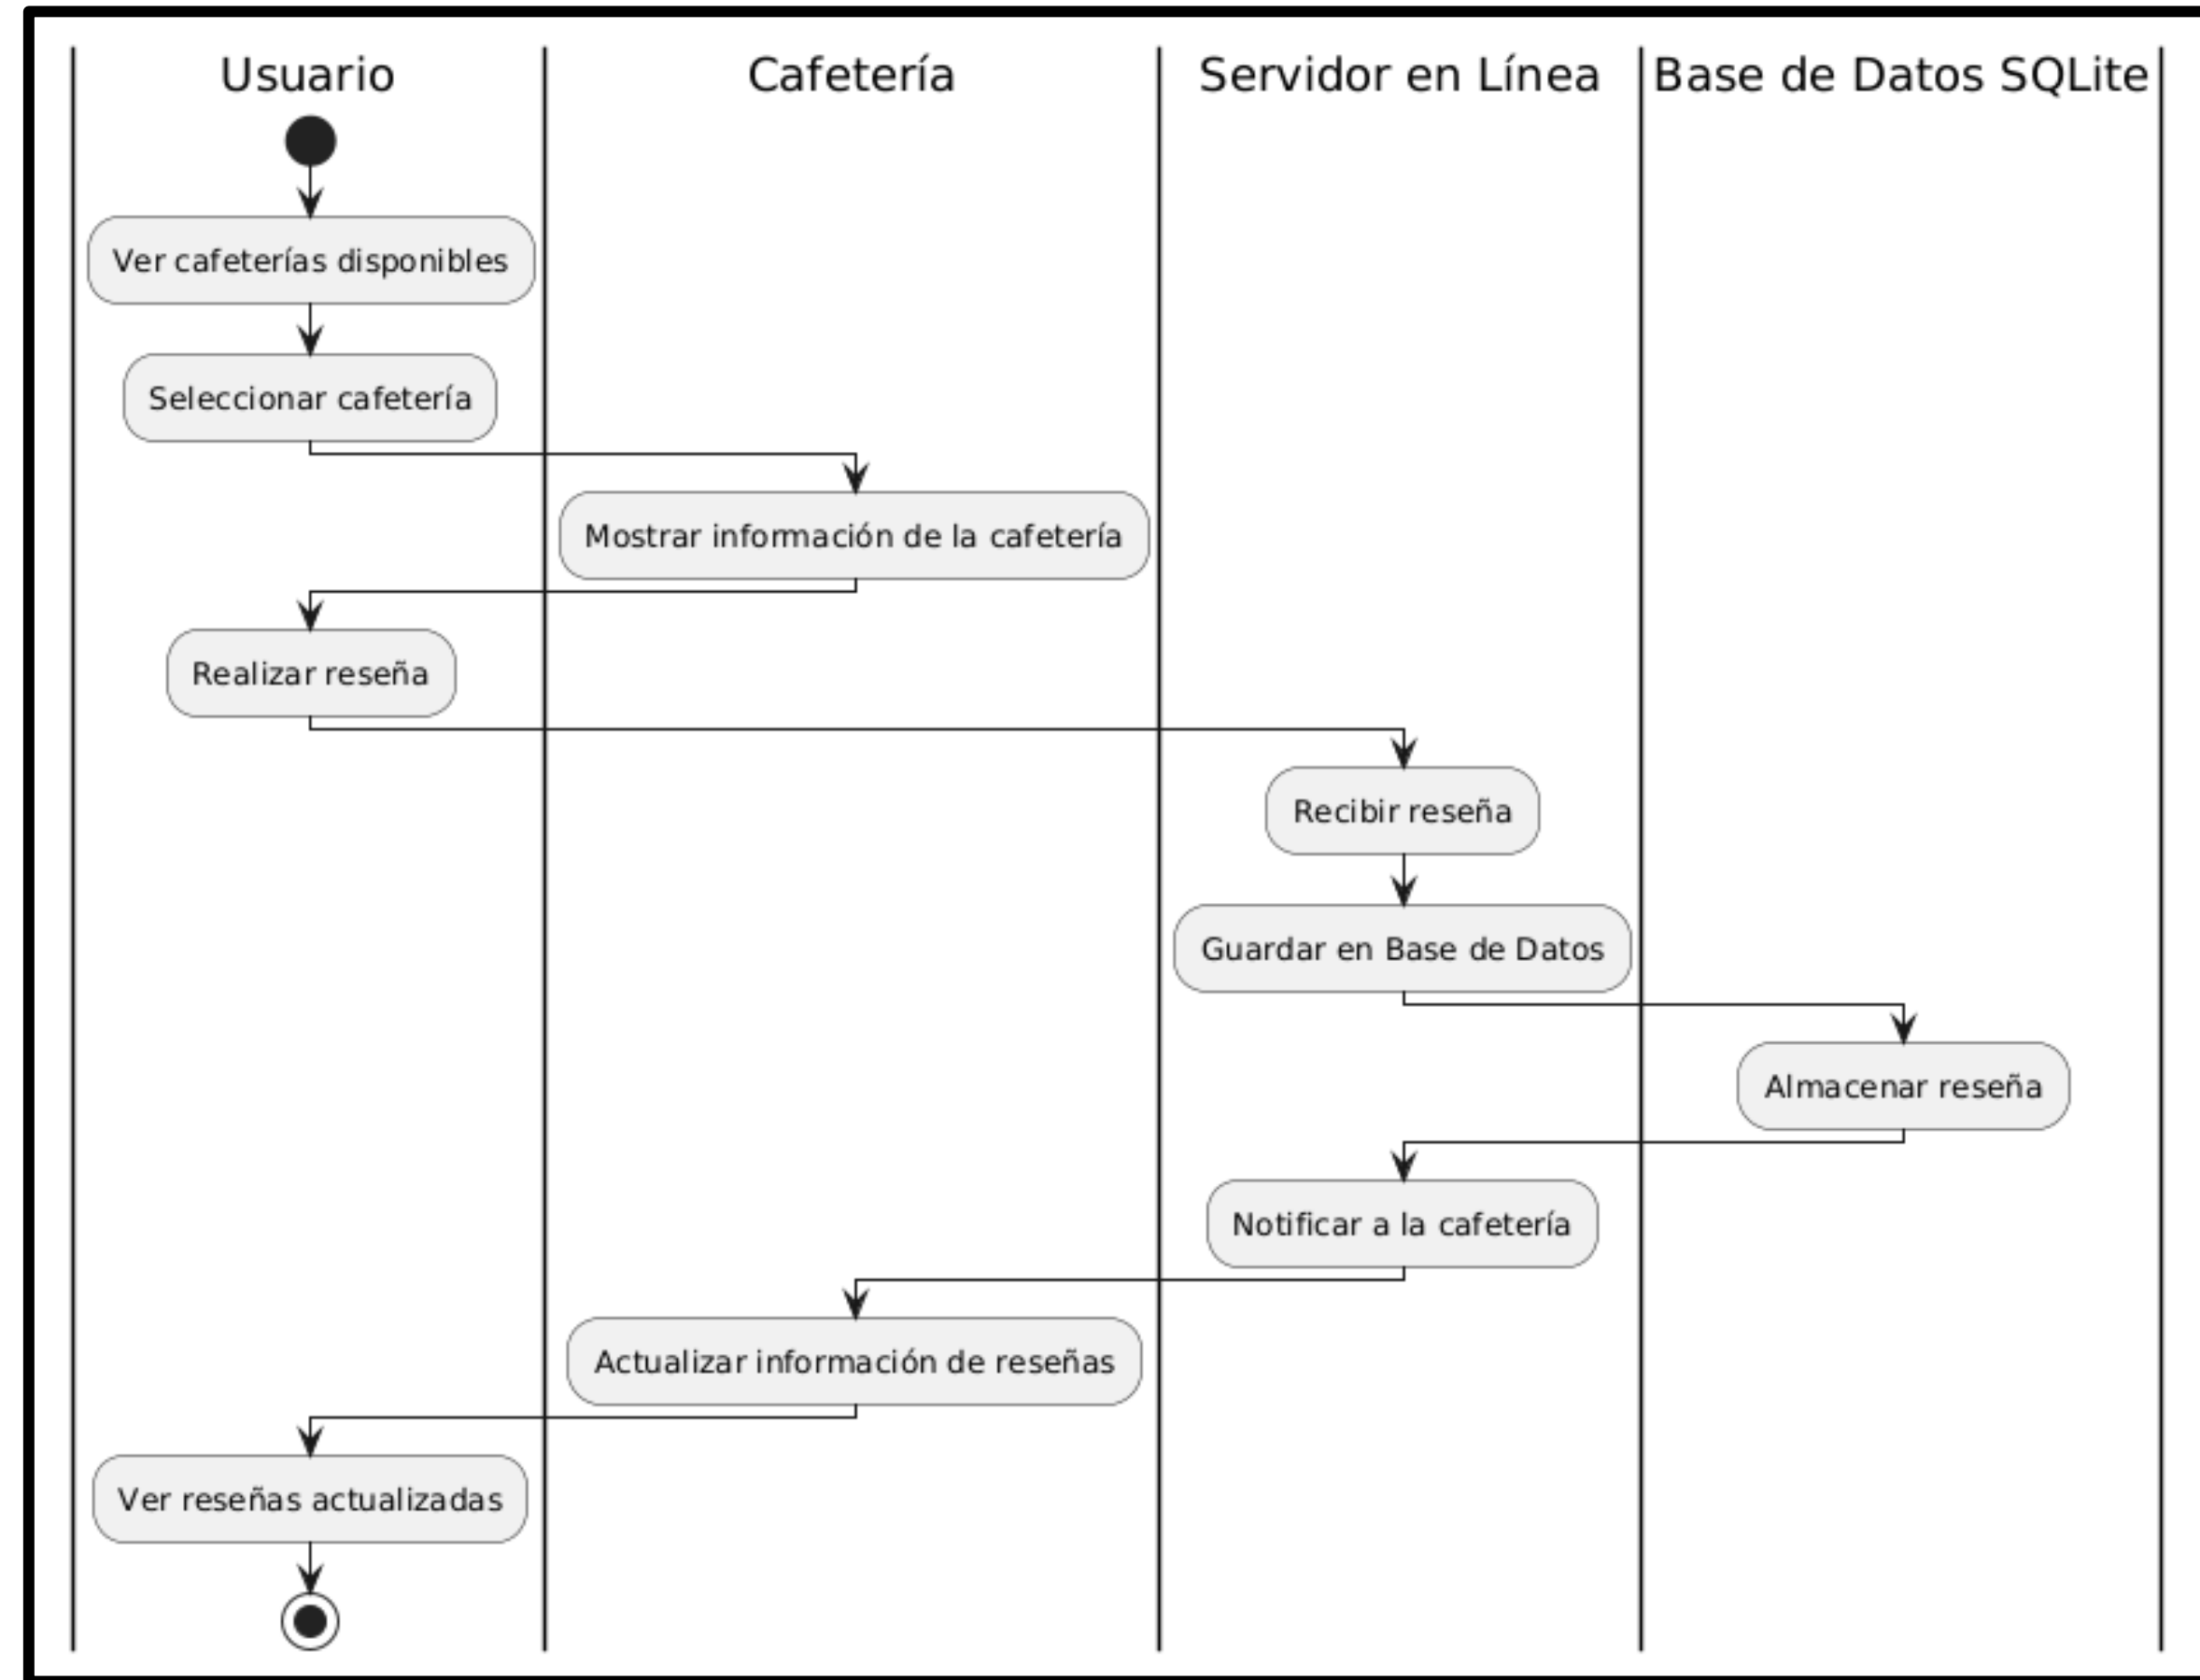 Usuario
Cafetería
Servidor en Línea
Base de Datos SQLite
Ver cafeterías disponibles
Seleccionar cafetería
Mostrar información de la cafetería
Realizar reseña
Recibir reseña
Guardar en Base de Datos
Almacenar reseña
Notificar a la cafetería
Actualizar información de reseñas
Ver reseñas actualizadas